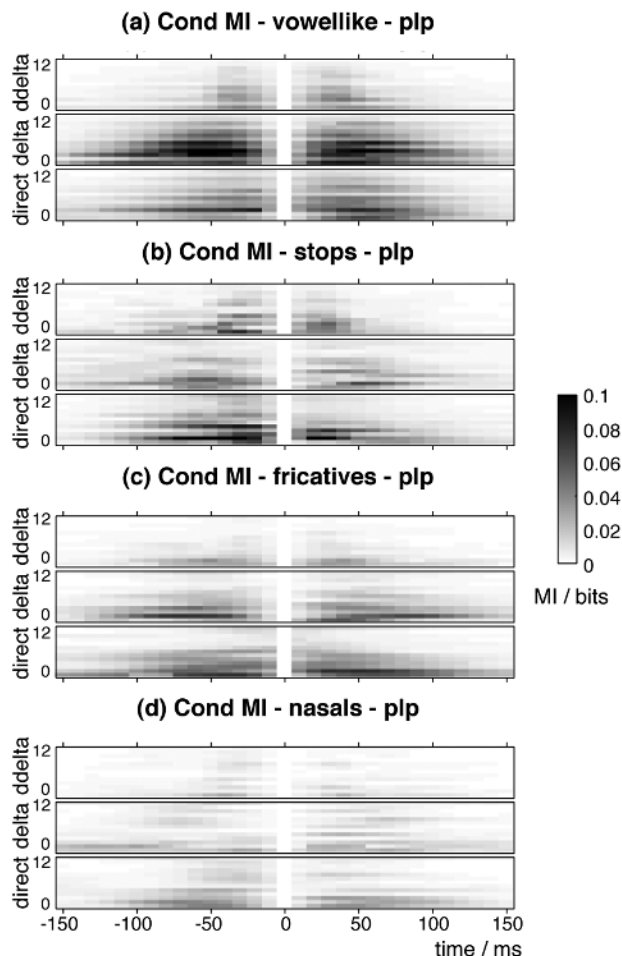 (a) Cond MI - vowellike - plp
ddelta
12
0
delta
12
0
direct
12
0
(b) Cond MI - stops - plp
ddelta
12
0
delta
12
0
direct
12
0
0.1
0.08
0.06
0.04
0.02
0
MI / bits
(c) Cond MI - fricatives - plp
ddelta
12
0
delta
12
0
direct
12
0
(d) Cond MI - nasals - plp
ddelta
12
0
delta
12
0
direct
12
0
-150 -100 -50 0 50 100 150
time / ms